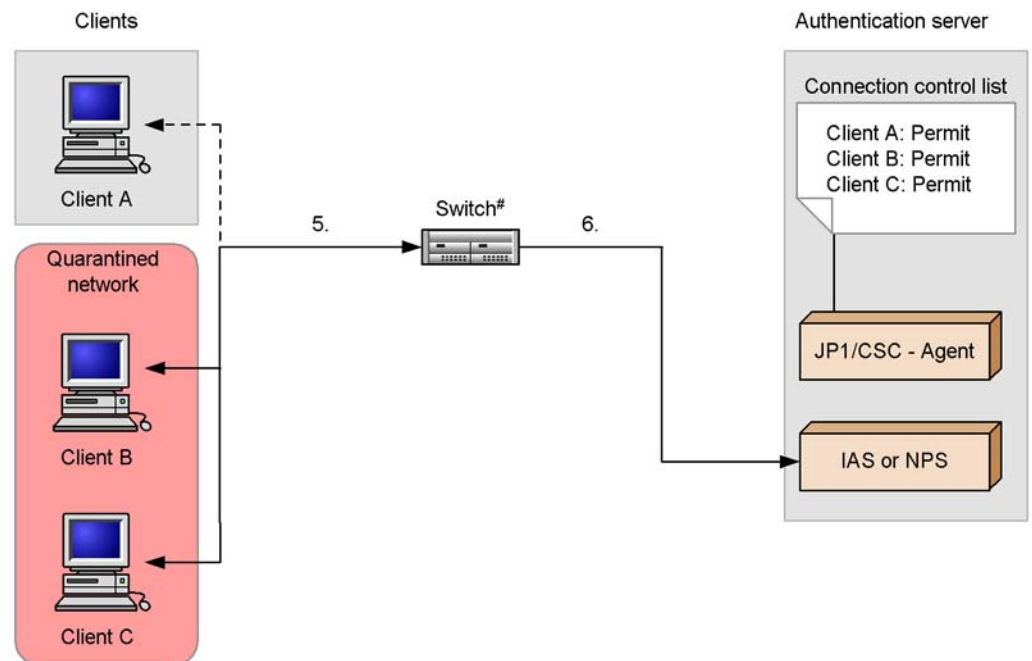 Clients
Authentication server
Client A
Connection control list
Client A: Permit
Client B: Permit
Client C: Permit
5.
Switch#
6.
Quarantined
network
Client B
Client C
JP1/CSC - Agent
IAS or NPS